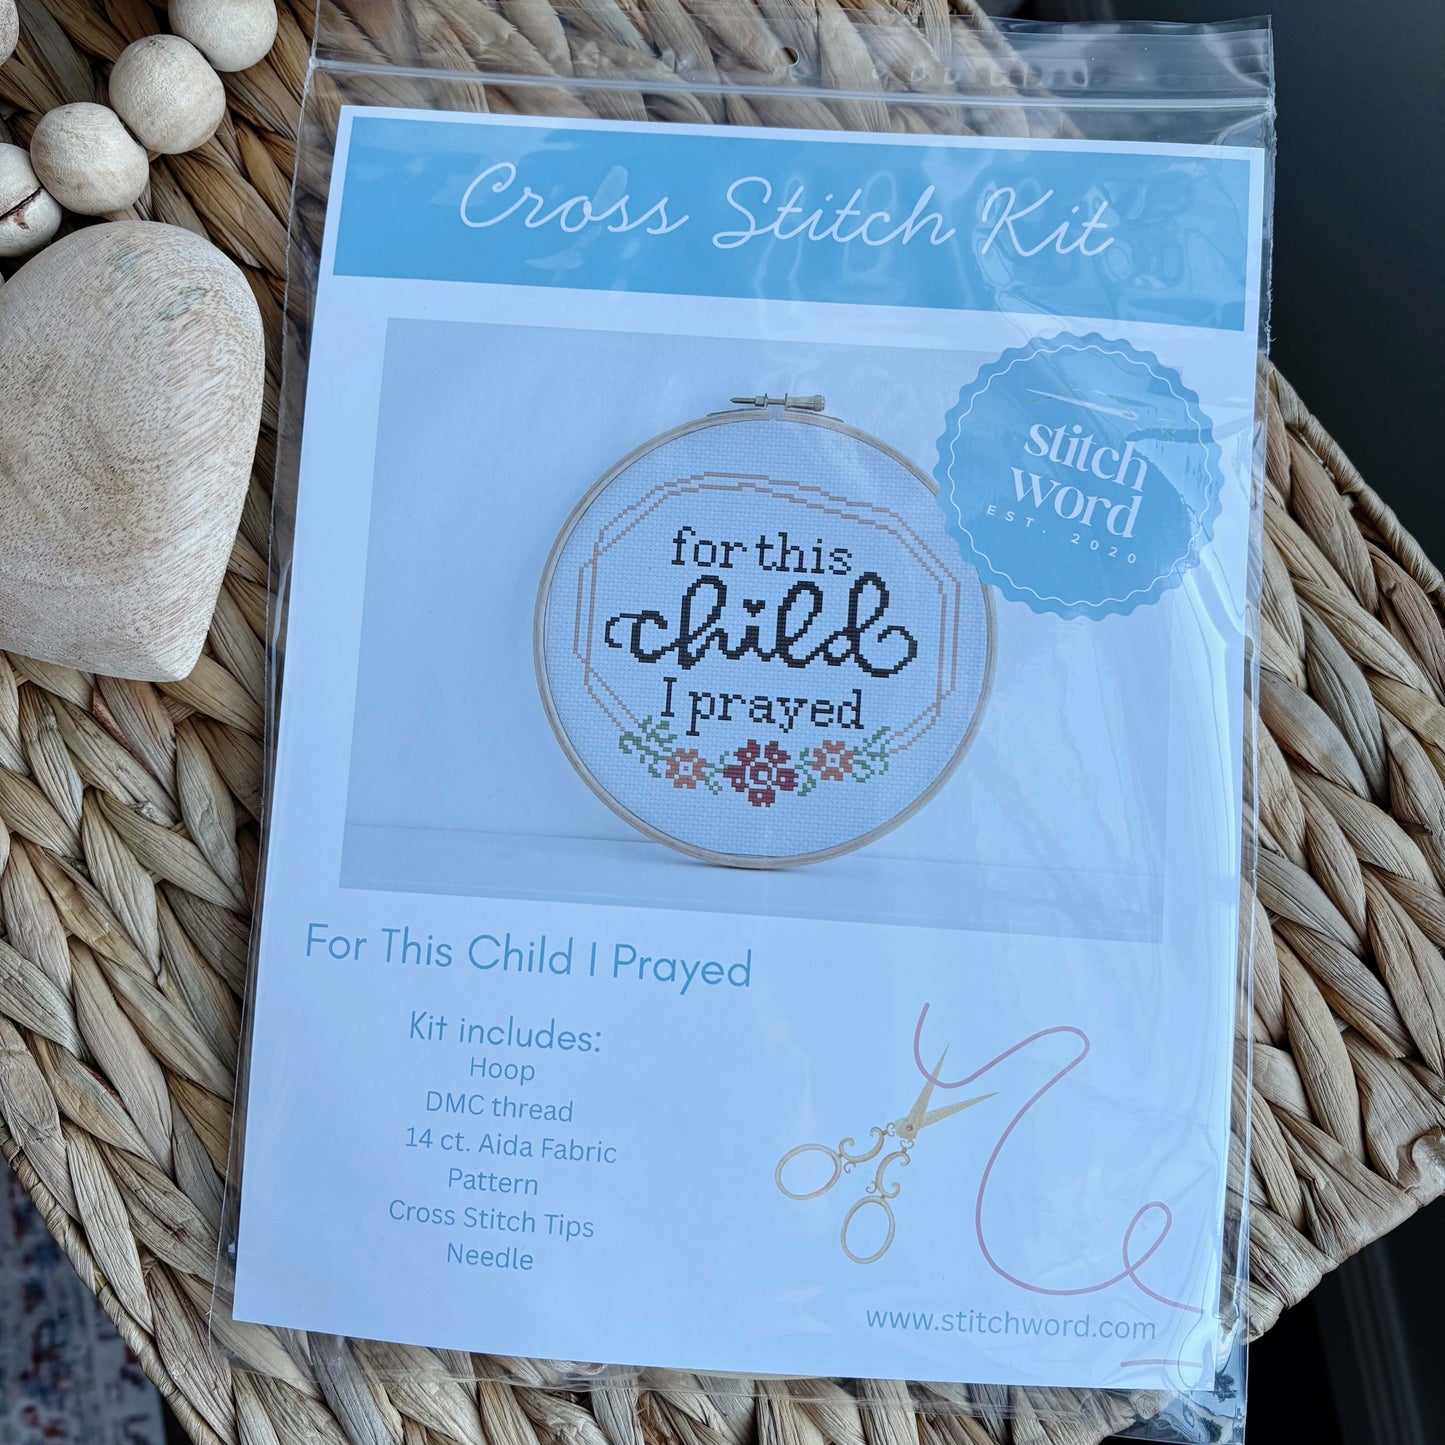 Cross Stitch Kit
stitch
word
EST. 2020
for this
child
I prayed
For This Child I Prayed
Kit includes:
Hoop
DMC thread
14 ct. Aida Fabric
Pattern
Cross Stitch Tips
Needle
www.stitchword.com